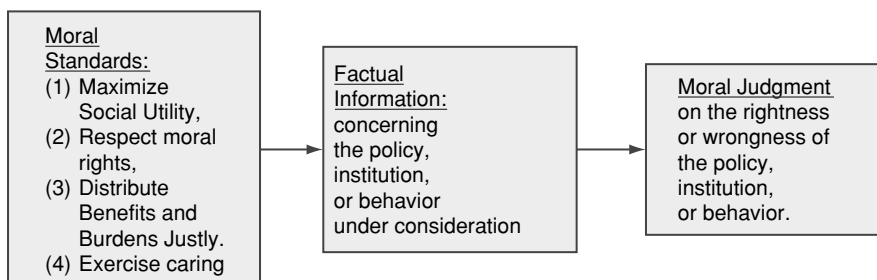 Moral
Standards:
(1) Maximize
Social Utility,
(2) Respect moral
rights,
(3) Distribute
Benefits and
Burdens Justly.
(4) Exercise caring
Factual
Information:
concerning
the policy,
institution,
or behavior
under consideration
Moral Judgment
on the rightness
or wrongness of
the policy,
institution,
or behavior.